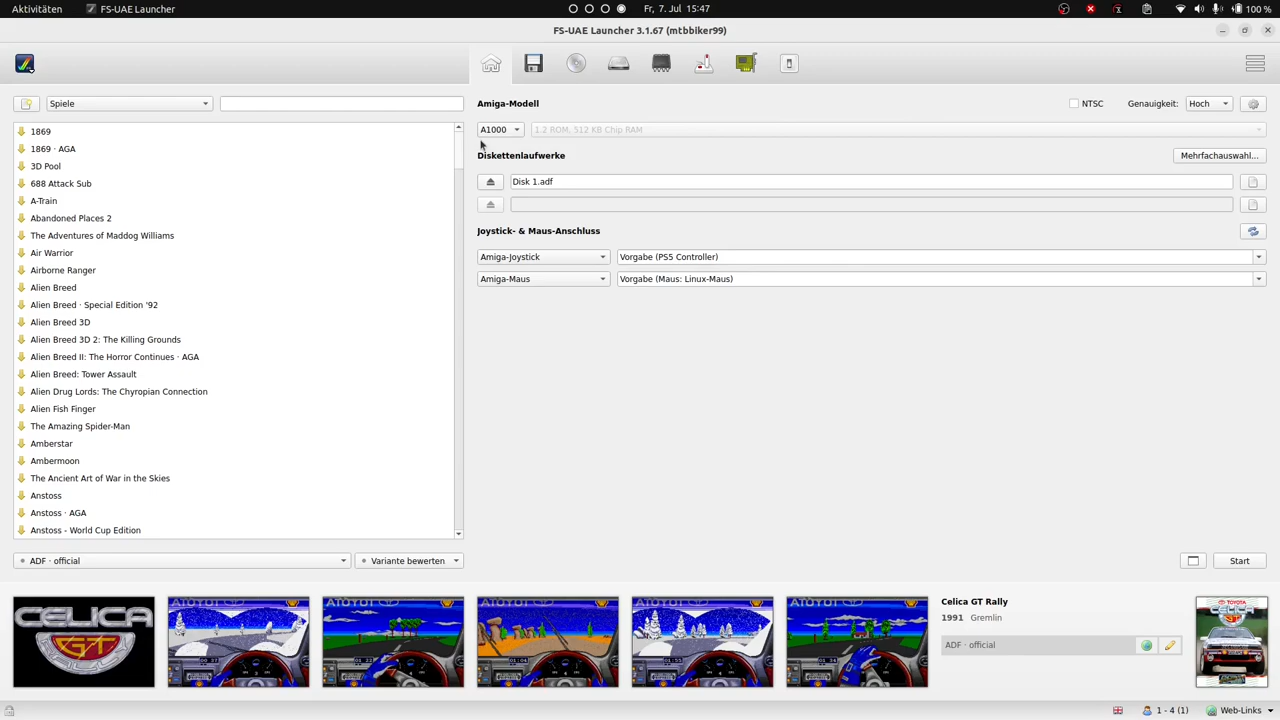 Aktivitäten
FS-UAE Launcher
Fr, 7. Jul 15:47
100 %
FS-UAE Launcher 3.1.67 (mtbbiker99)
Spiele
1869
1869 · AGA
3D Pool
688 Attack Sub
A-Train
Abandoned Places 2
The Adventures of Maddog Williams
Air Warrior
Airborne Ranger
Alien Breed
Alien Breed · Special Edition '92
Alien Breed 3D
Alien Breed 3D 2: The Killing Grounds
Alien Breed II: The Horror Continues · AGA
Alien Breed: Tower Assault
Alien Drug Lords: The Chyropian Connection
Alien Fish Finger
The Amazing Spider-Man
Amberstar
Ambermoon
The Ancient Art of War in the Skies
Anstoss
Anstoss · AGA
Anstoss - World Cup Edition
ADF · official
Variante bewerten
Amiga-Modell
NTSC
Genauigkeit:
Hoch
A1000
1.2 ROM, 512 KB Chip RAM
Diskettenlaufwerke
Mehrfachauswahl...
Disk 1.adf
Joystick- & Maus-Anschluss
Amiga-Joystick
Vorgabe (PS5 Controller)
Amiga-Maus
Vorgabe (Maus: Linux-Maus)
Start
CELICA
GT
RALLY
Celica GT Rally
1991 Gremlin
ADF · official
TOYOTA
CELICA
1 - 4 (1)
Web-Links